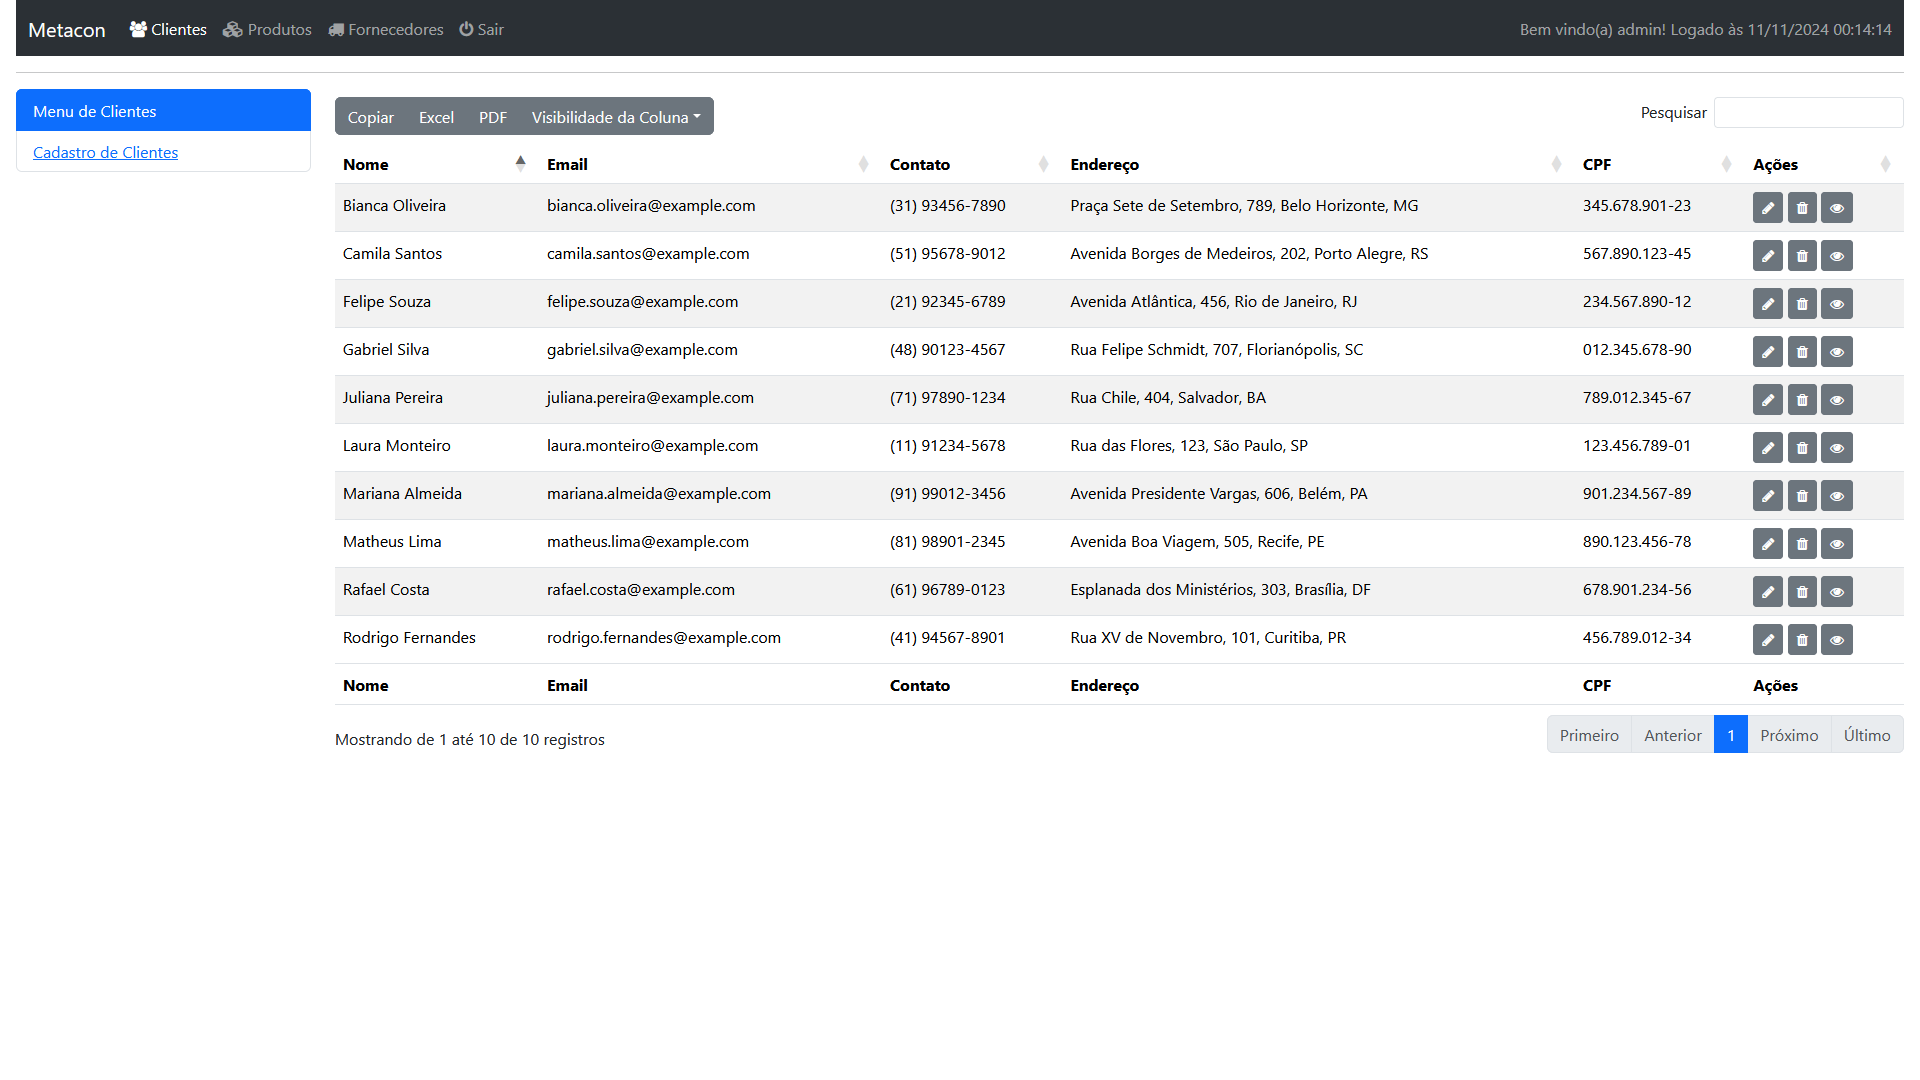 Metacon Clientes Produtos Fornecedores Sair Bem vindo(a) admin! Logado às 11/11/2024 00:14:14
Menu de Clientes
Cadastro de Clientes
Copiar Excel PDF Visibilidade da Coluna Pesquisar
Nome Email Contato Endereço CPF Ações
Bianca Oliveira bianca.oliveira@example.com (31) 93456-7890 Praça Sete de Setembro, 789, Belo Horizonte, MG 345.678.901-23
Camila Santos camila.santos@example.com (51) 95678-9012 Avenida Borges de Medeiros, 202, Porto Alegre, RS 567.890.123-45
Felipe Souza felipe.souza@example.com (21) 92345-6789 Avenida Atlântica, 456, Rio de Janeiro, RJ 234.567.890-12
Gabriel Silva gabriel.silva@example.com (48) 90123-4567 Rua Felipe Schmidt, 707, Florianópolis, SC 012.345.678-90
Juliana Pereira juliana.pereira@example.com (71) 97890-1234 Rua Chile, 404, Salvador, BA 789.012.345-67
Laura Monteiro laura.monteiro@example.com (11) 91234-5678 Rua das Flores, 123, São Paulo, SP 123.456.789-01
Mariana Almeida mariana.almeida@example.com (91) 99012-3456 Avenida Presidente Vargas, 606, Belém, PA 901.234.567-89
Matheus Lima matheus.lima@example.com (81) 98901-2345 Avenida Boa Viagem, 505, Recife, PE 890.123.456-78
Rafael Costa rafael.costa@example.com (61) 96789-0123 Esplanada dos Ministérios, 303, Brasília, DF 678.901.234-56
Rodrigo Fernandes rodrigo.fernandes@example.com (41) 94567-8901 Rua XV de Novembro, 101, Curitiba, PR 456.789.012-34
Nome Email Contato Endereço CPF Ações
Mostrando de 1 até 10 de 10 registros Primeiro Anterior 1 Próximo Último